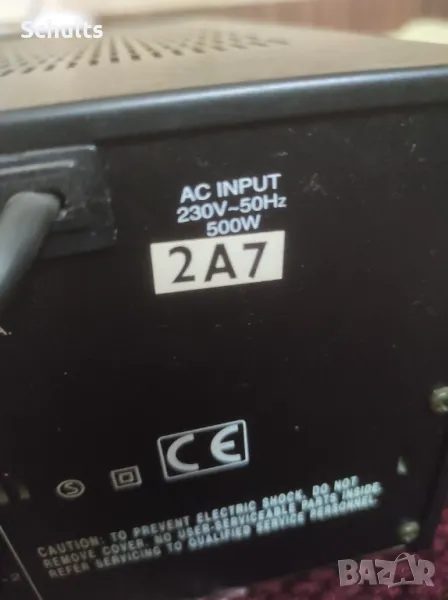 Schutts
AC INPUT
230V~50Hz
500W
2A7
CE
S
CAUTION: TO PREVENT ELECTRIC SHOCK, DO NOT
REMOVE COVER, NO USER-SERVICEABLE PARTS INSIDE.
REFER SERVICING TO QUALIFIED SERVICE PERSONNEL.
BAZAR